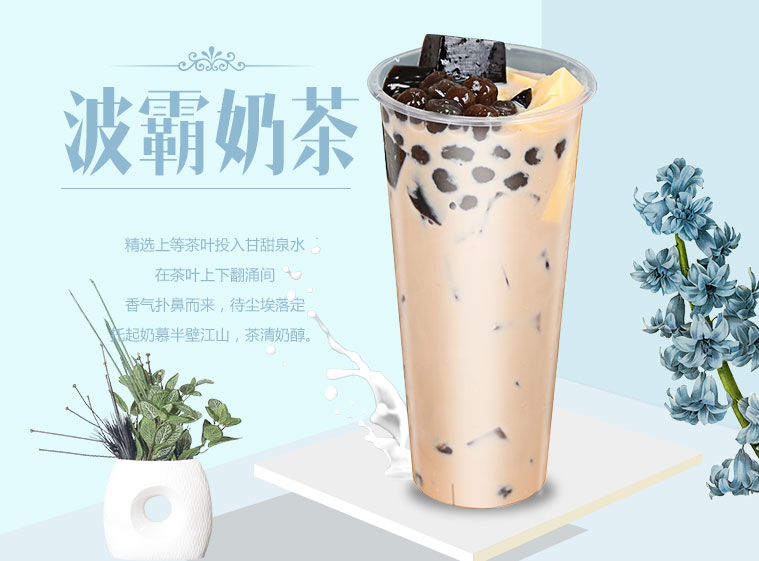 波霸奶茶
精选上等茶叶投入甘甜泉水
在茶叶上下翻涌间
香气扑鼻而来，待尘埃落定
托起奶慕半壁江山，茶清奶醇。